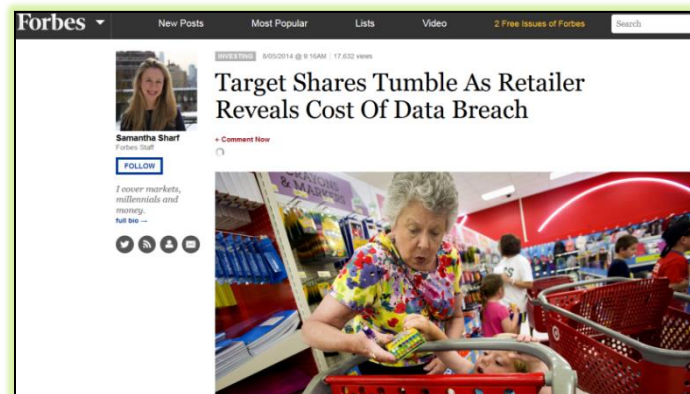 Forbes
New Posts
Most Popular
Lists
Video
2 Free Issues of Forbes
Search
INVESTING 8/05/2014 @ 9:16AM | 17,632 views
Target Shares Tumble As Retailer
Reveals Cost Of Data Breach
+ Comment Now
Samantha Sharf
Forbes Staff
FOLLOW
I cover markets,
millennials and
money.
full bio →
CRAYONS
& MARKERS